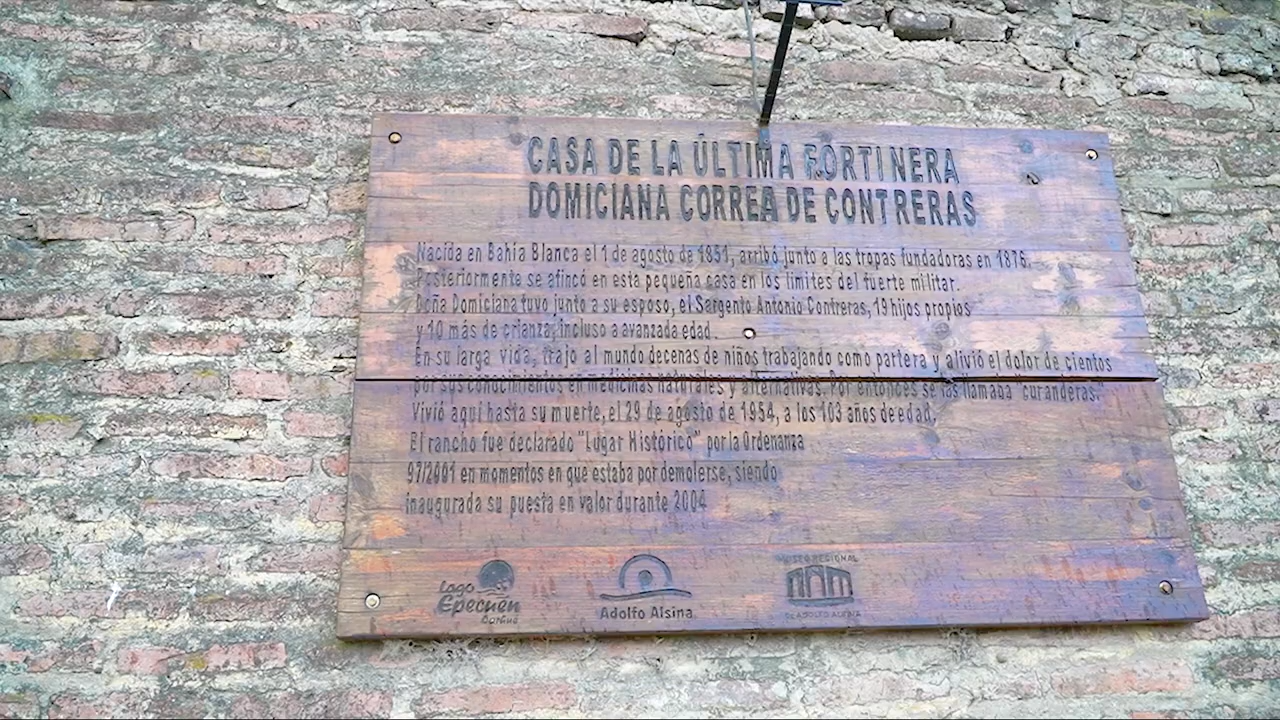 CASA DE LA ÚLTIMA FORTINERA
DOMICIANA CORREA DE CONTRERAS
Nacida en Bahía Blanca el 1 de agosto de 1851, arribó junto a las tropas fundadoras en 1876.
Posteriormente se afincó en esta pequeña casa en los límites del fuerte militar.
Doña Domiciana tuvo junto a su esposo, el Sargento Antonio Contreras, 19 hijos propios
y 10 más de crianza, incluso a avanzada edad.
En su larga vida, trajo al mundo decenas de niños trabajando como partera y alivió el dolor de cientos
por sus conocimientos en medicinas naturales y alternativas. Por entonces se las llamaba "curanderas."
Vivió aquí hasta su muerte, el 29 de agosto de 1954, a los 103 años de edad.
El rancho fue declarado "Lugar Histórico" por la Ordenanza
97/2001 en momentos en que estaba por demolerse, siendo
inaugurada su puesta en valor durante 2004
Lago
Epecuén
Carhué
Adolfo Alsina
MUSEO REGIONAL
Dr ADOLFO ALSINA